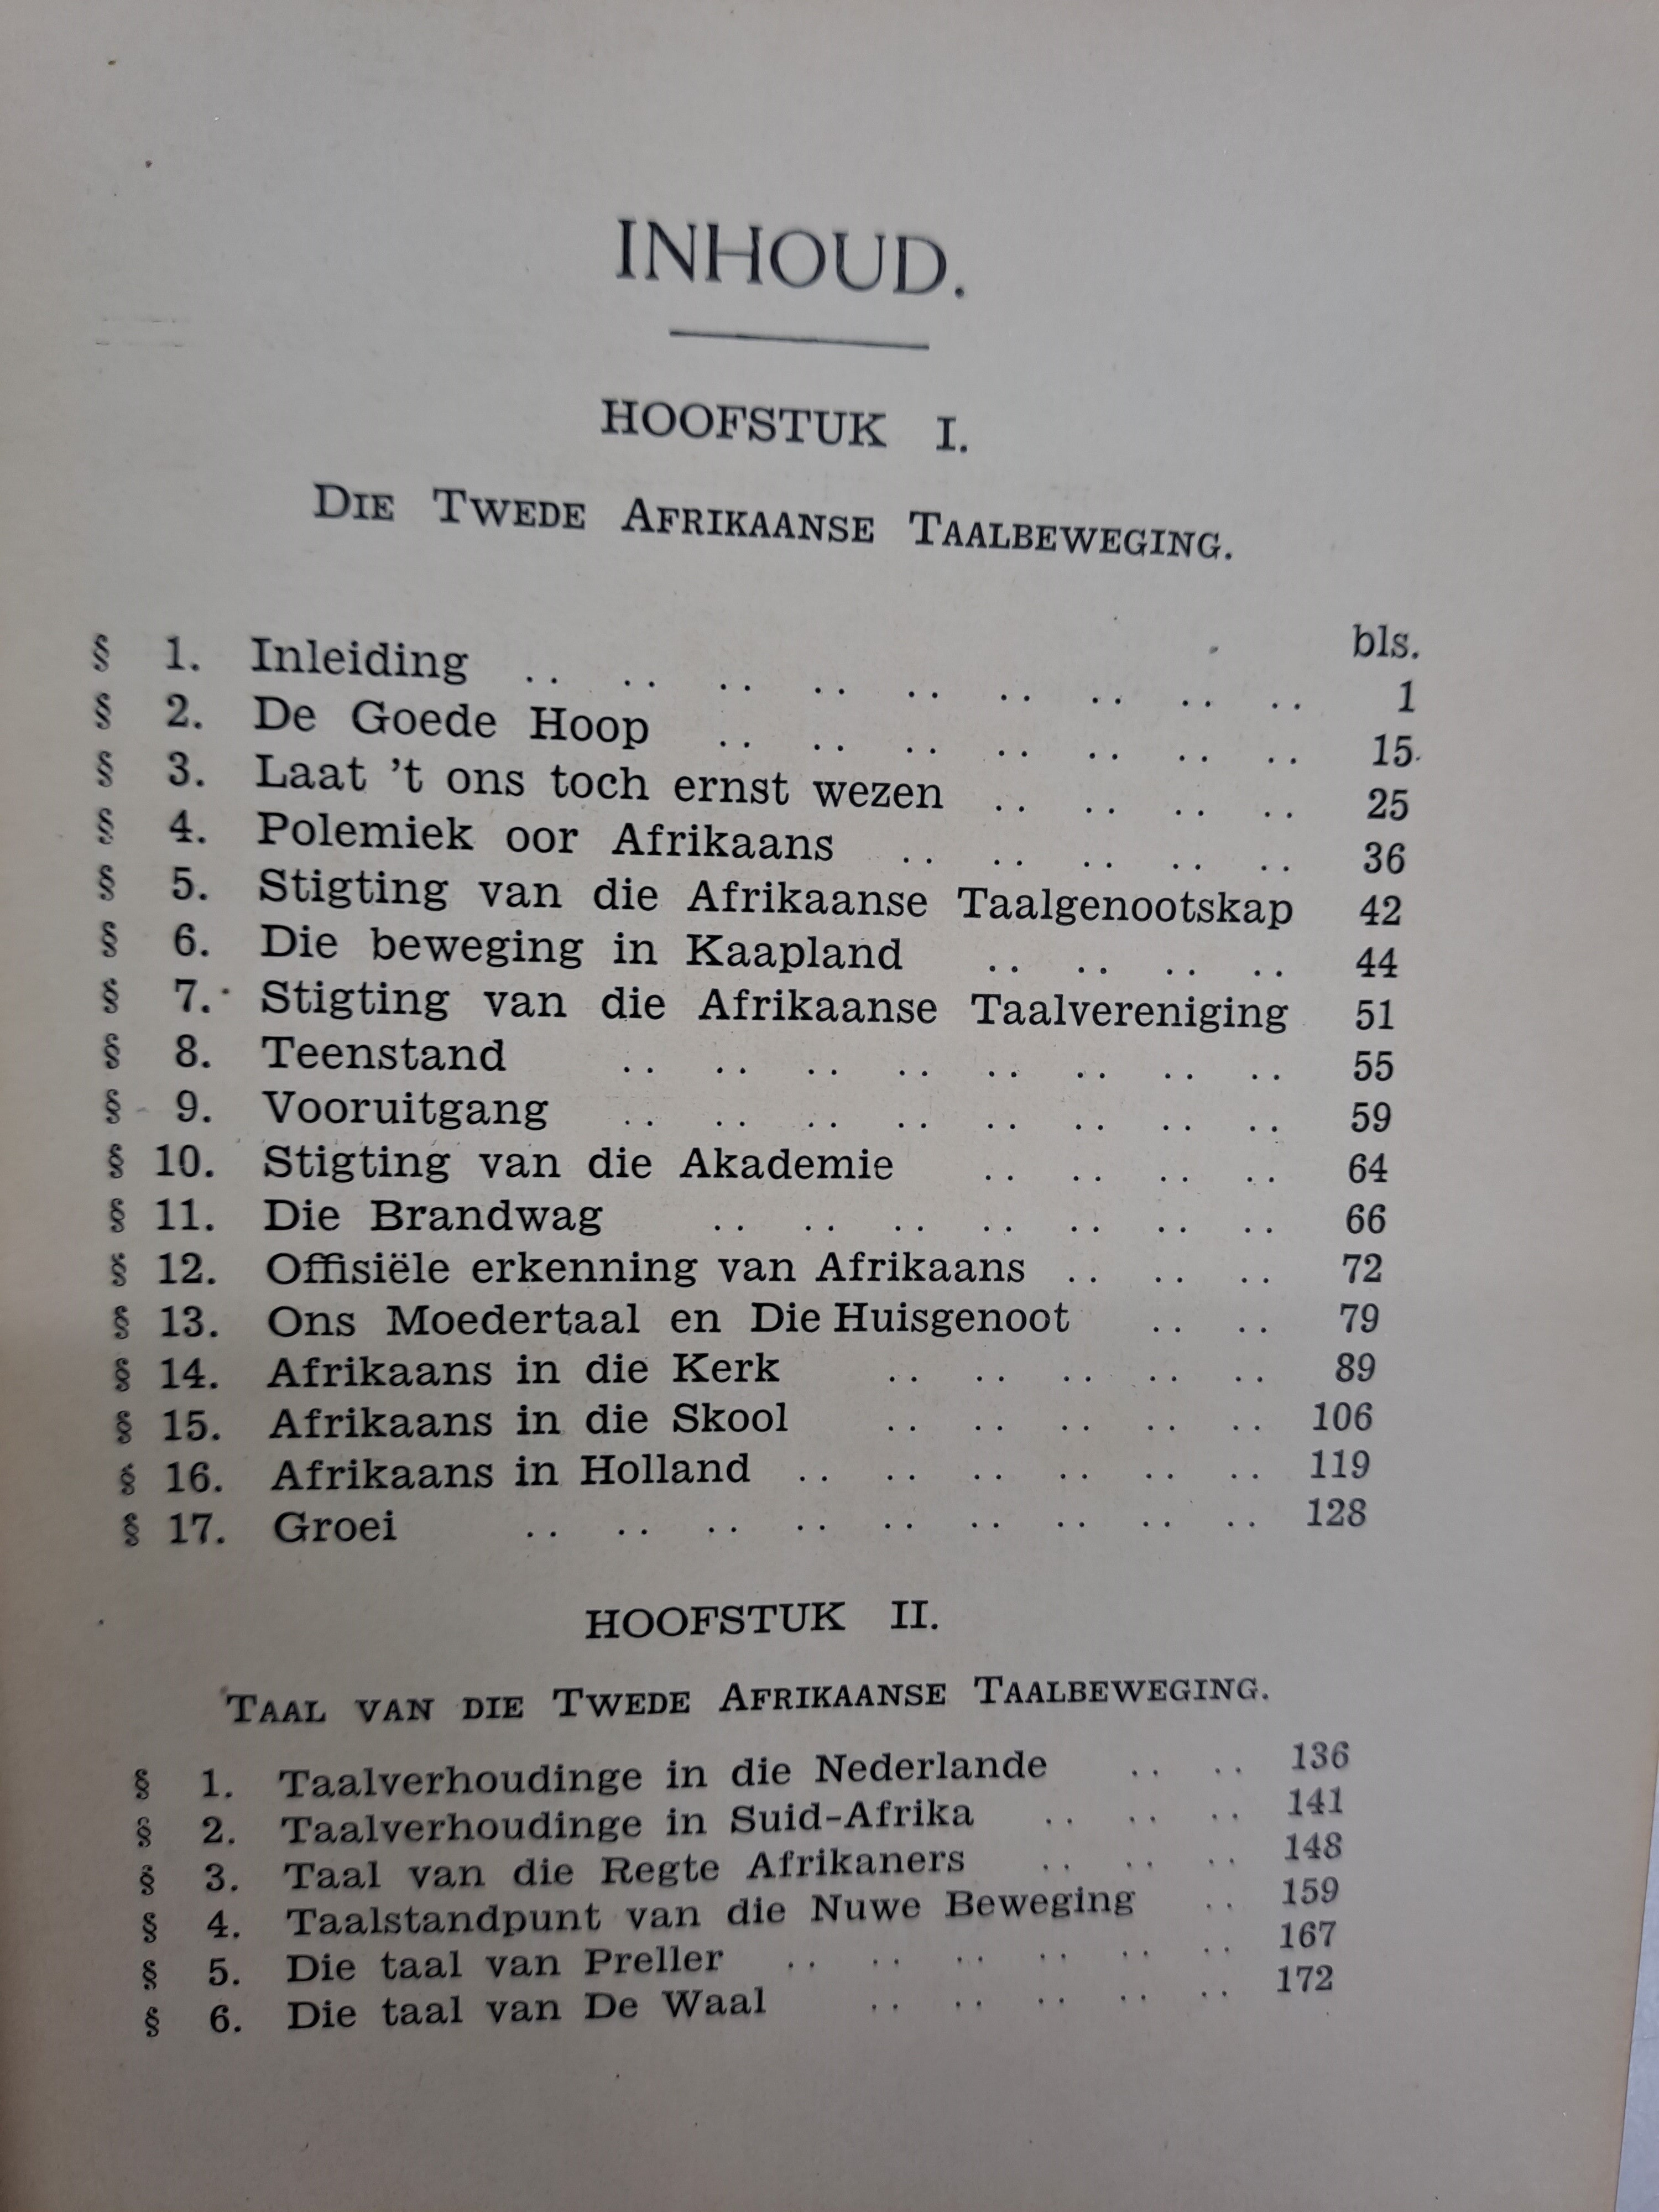 INHOUD.
HOOFSTUK I.
DIE TWEDE AFRIKAANSE TAALBEWEGING.
bls.
§ 1. Inleiding .. .. .. .. .. .. .. .. .. 1
§ 2. De Goede Hoop .. .. .. .. .. .. .. 15
§ 3. Laat 't ons toch ernst wezen .. .. .. .. 25
§ 4. Polemiek oor Afrikaans .. .. .. .. .. 36
§ 5. Stigting van die Afrikaanse Taalgenootskap 42
§ 6. Die beweging in Kaapland .. .. .. .. 44
§ 7. Stigting van die Afrikaanse Taalvereniging 51
§ 8. Teenstand .. .. .. .. .. .. .. .. 55
§ 9. Vooruitgang .. .. .. .. .. .. .. .. 59
§ 10. Stigting van die Akademie .. .. .. .. 64
§ 11. Die Brandwag .. .. .. .. .. .. .. 66
§ 12. Offisiële erkenning van Afrikaans .. .. .. 72
§ 13. Ons Moedertaal en Die Huisgenoot .. .. 79
§ 14. Afrikaans in die Kerk .. .. .. .. .. 89
§ 15. Afrikaans in die Skool .. .. .. .. .. 106
§ 16. Afrikaans in Holland .. .. .. .. .. .. 119
§ 17. Groei .. .. .. .. .. .. .. .. .. 128
HOOFSTUK II.
TAAL VAN DIE TWEDE AFRIKAANSE TAALBEWEGING.
§ 1. Taalverhoudinge in die Nederlande .. .. 136
§ 2. Taalverhoudinge in Suid-Afrika .. .. .. 141
§ 3. Taal van die Regte Afrikaners .. .. .. 148
§ 4. Taalstandpunt van die Nuwe Beweging .. 159
§ 5. Die taal van Preller .. .. .. .. .. .. 167
§ 6. Die taal van De Waal .. .. .. .. .. 172